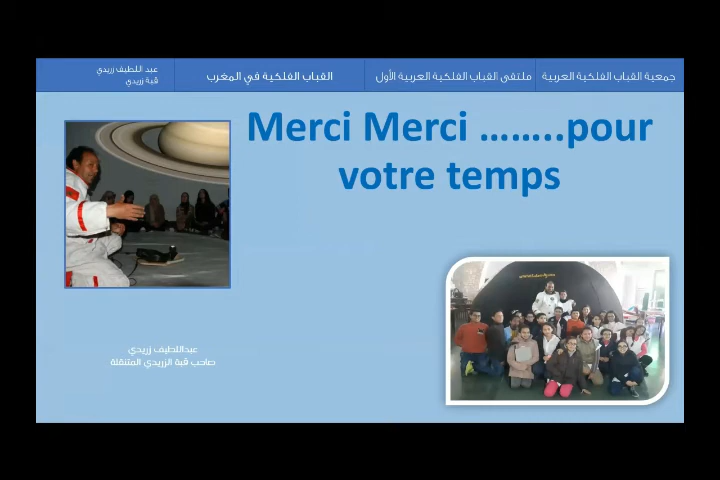 جمعية القباب الفلكية العربية
ملتقى القباب الفلكية العربية الأول
القباب الفلكية في المغرب
عبد اللطيف زريدي
قبة زريدي
Merci Merci ........pour
votre temps
عبداللطيف زريدي
صاحب قبة الزريدي المتنقلة